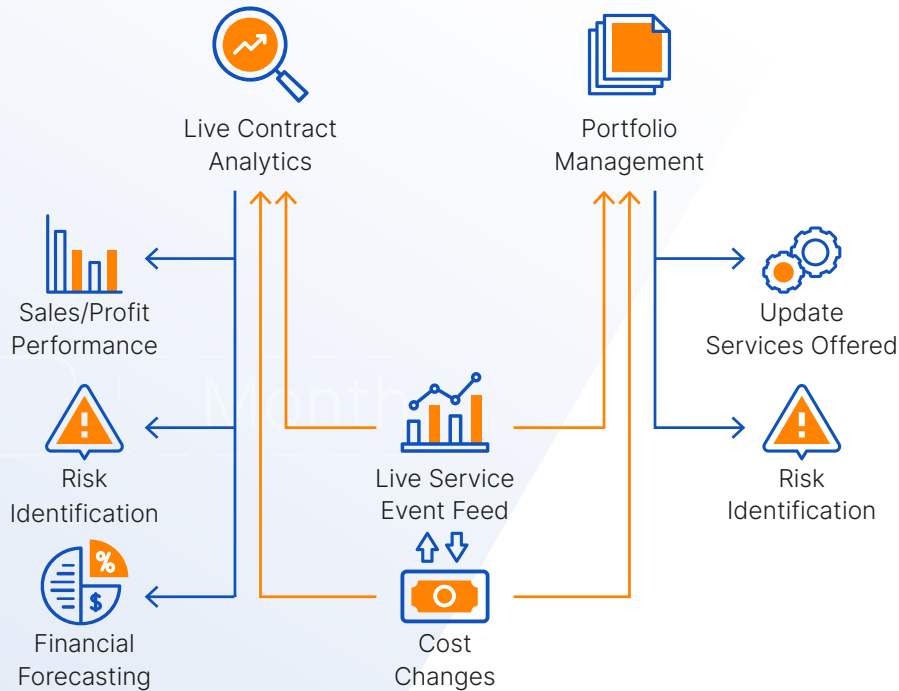 Live Contract
Analytics
Portfolio
Management
Sales/Profit
Performance
Update
Services Offered
Month
Risk
Identification
Live Service
Event Feed
Risk
Identification
%
$
Financial
Forecasting
Cost
Changes